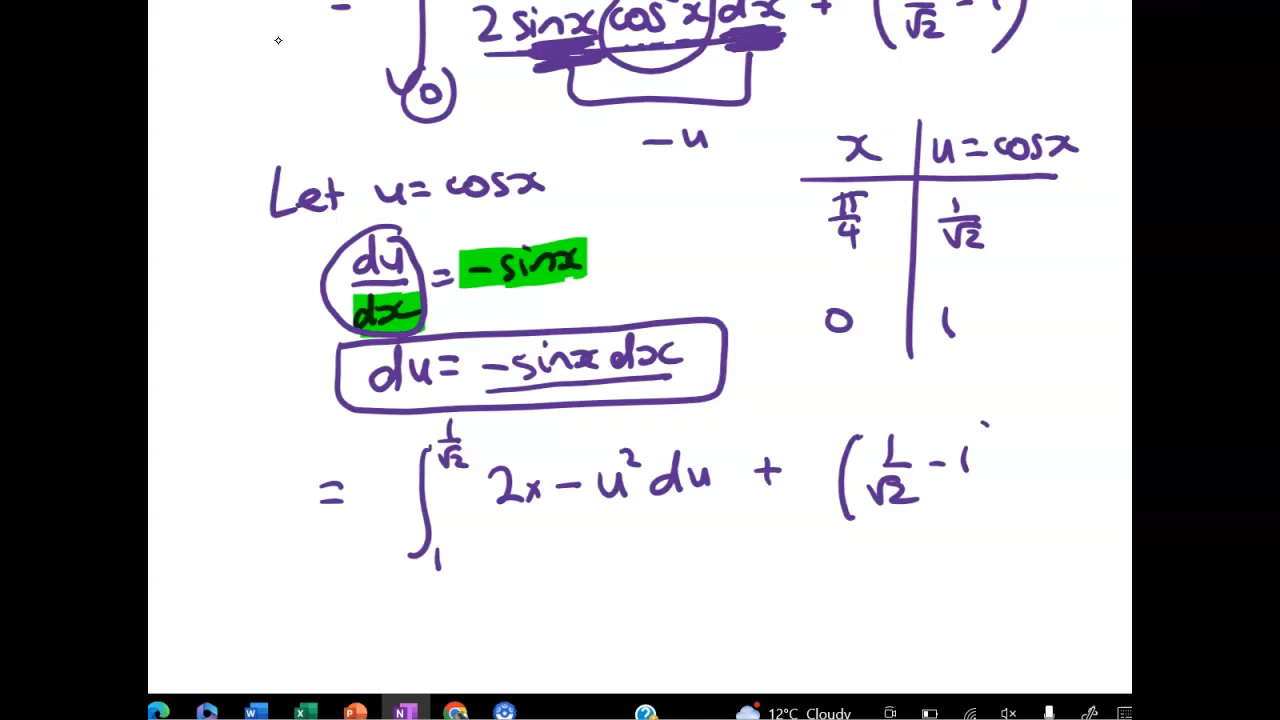 = ∫ 2 sinx cos²x dx + (1/√2 - 1)
0
- u
x | u = cosx
Let u = cosx
π/4 | 1/√2
du/dx = -sinx
0 | 1
du = -sinx dx
= ∫₁^(1/√2) 2x - u² du + (1/√2 - 1
12°C Cloudy